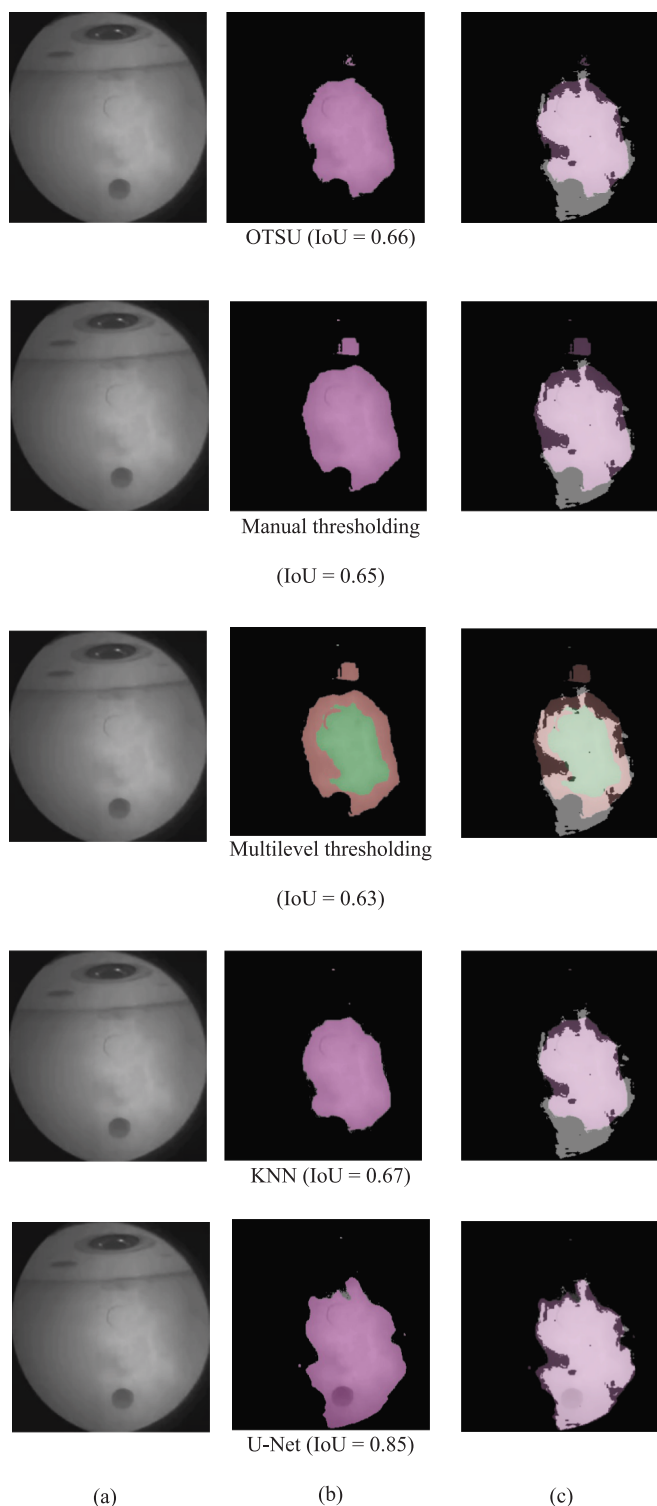 OTSU (IoU = 0.66)
Manual thresholding
(IoU = 0.65)
Multilevel thresholding
(IoU = 0.63)
KNN (IoU = 0.67)
U-Net (IoU = 0.85)
(a) (b) (c)